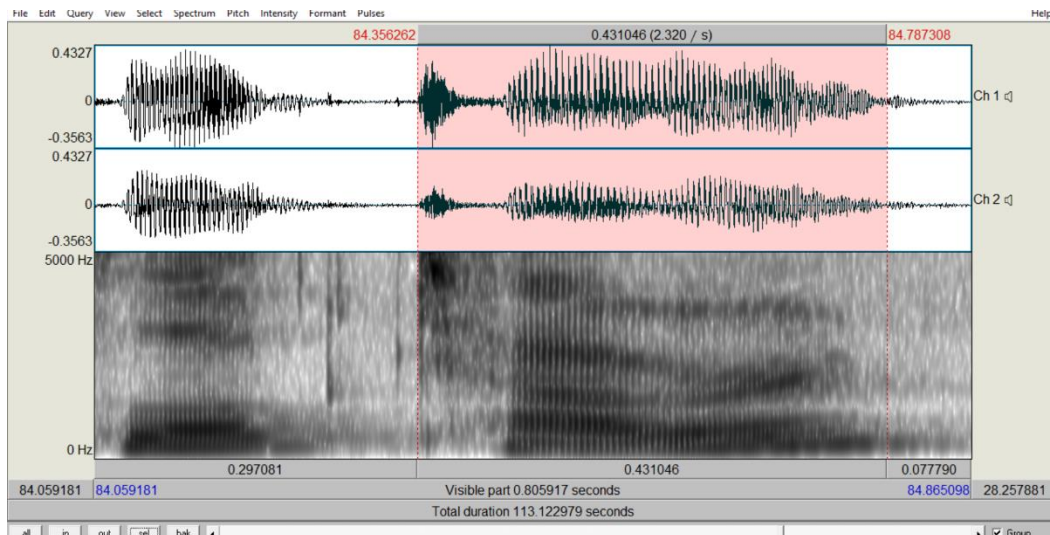 File Edit Query View Select Spectrum Pitch Intensity Formant Pulses Help
84.356262 0.431046 (2.320 / s) 84.787308
0.4327
0
-0.3563
Ch 1
0.4327
0
-0.3563
Ch 2
5000 Hz
0 Hz
0.297081 0.431046 0.077790
84.059181 84.059181 Visible part 0.805917 seconds 84.865098 28.257881
Total duration 113.122979 seconds
all in out sel bak Group